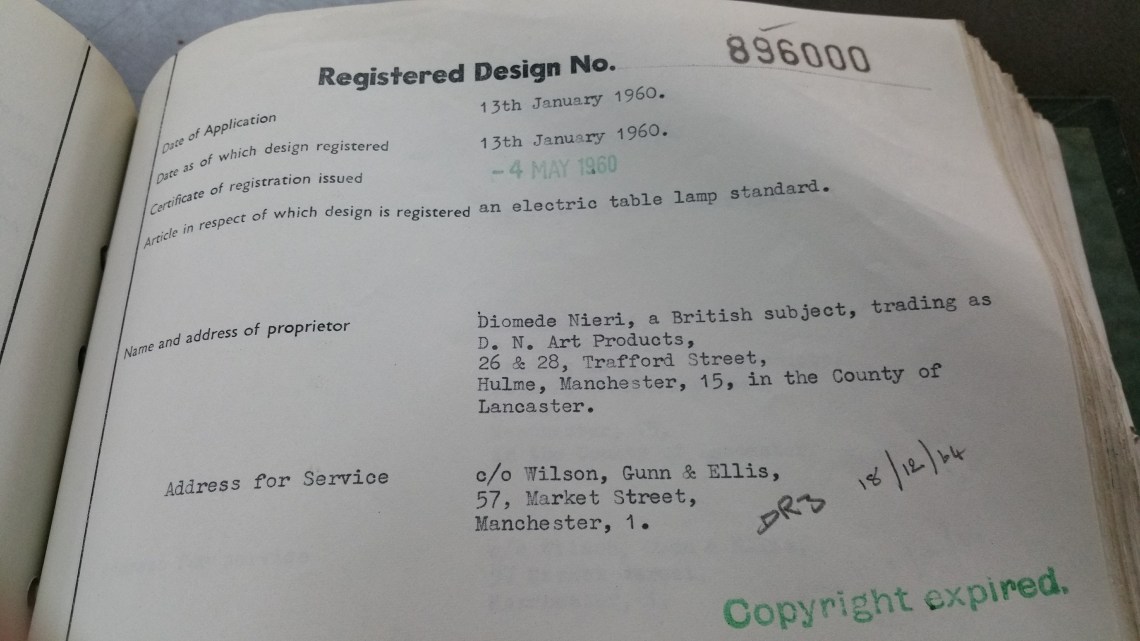 Registered Design No. 896000
Date of Application 13th January 1960.
Date as of which design registered 13th January 1960.
Certificate of registration issued -4 MAY 1960
Article in respect of which design is registered an electric table lamp standard.
Name and address of proprietor Diomede Nieri, a British subject, trading as
D. N. Art Products,
26 & 28, Trafford Street,
Hulme, Manchester, 15, in the County of
Lancaster.
Address for Service c/o Wilson, Gunn & Ellis,
57, Market Street,
Manchester, 1.
18/12/64
Copyright expired.